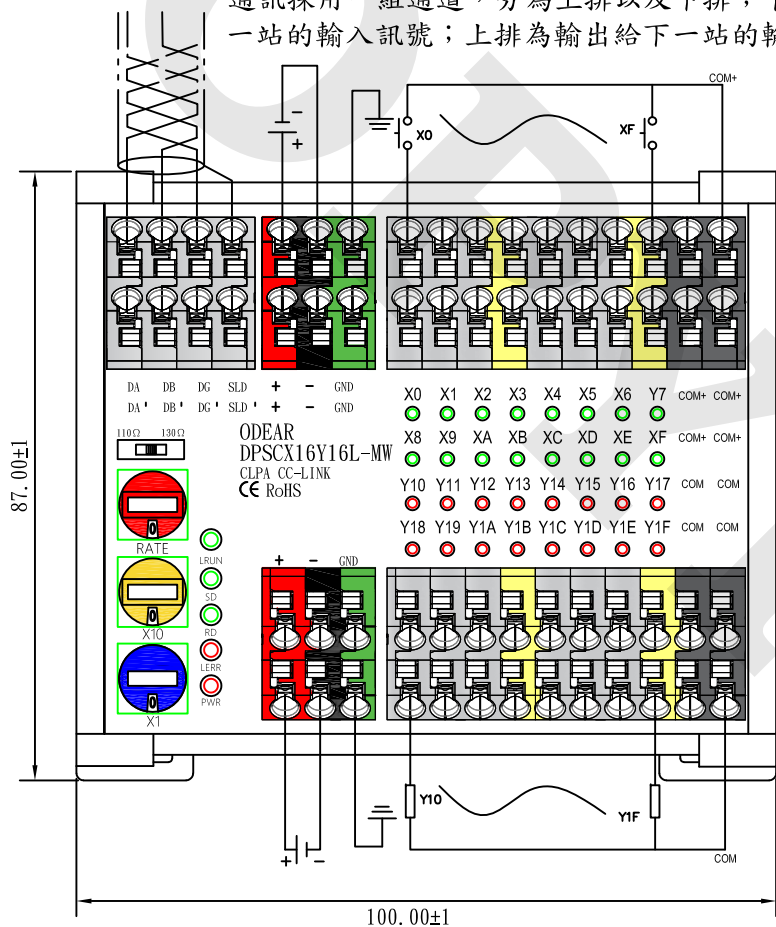 通訊採用一組通道，分為上排以及下排，下
一站的輸入訊號；上排為輸出給下一站的輸
COM+
X0
XF
DA DB DG SLD + - GND
DA' DB' DG' SLD' + - GND
X0 X1 X2 X3 X4 X5 X6 Y7 COM+ COM+
X8 X9 XA XB XC XD XE XF COM+ COM+
Y10 Y11 Y12 Y13 Y14 Y15 Y16 Y17 COM COM
Y18 Y19 Y1A Y1B Y1C Y1D Y1E Y1F COM COM
110Ω 130Ω
ODEAR
DPSCX16Y16L-MW
CLPA CC-LINK
CE RoHS
RATE
X10
X1
LRUN
SD
RD
LERR
PWR
+ - GND
Y10
Y1F
COM
87.00±1
100.00±1